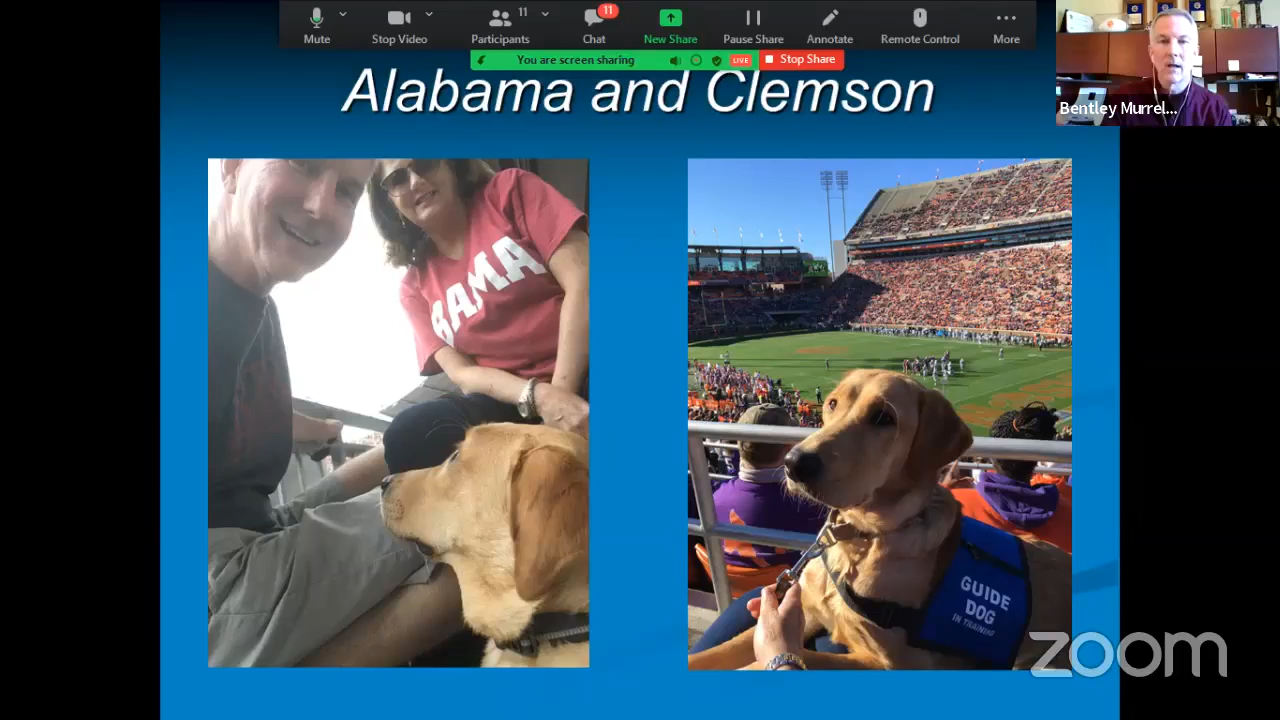 11
11
Mute
Stop Video
Participants
Chat
New Share
Pause Share
Annotate
Remote Control
More
You are screen sharing
LIVE
Stop Share
Bentley Murrel...
Alabama and Clemson
BAMA
GUIDE
DOG
IN TRAINING
zoom